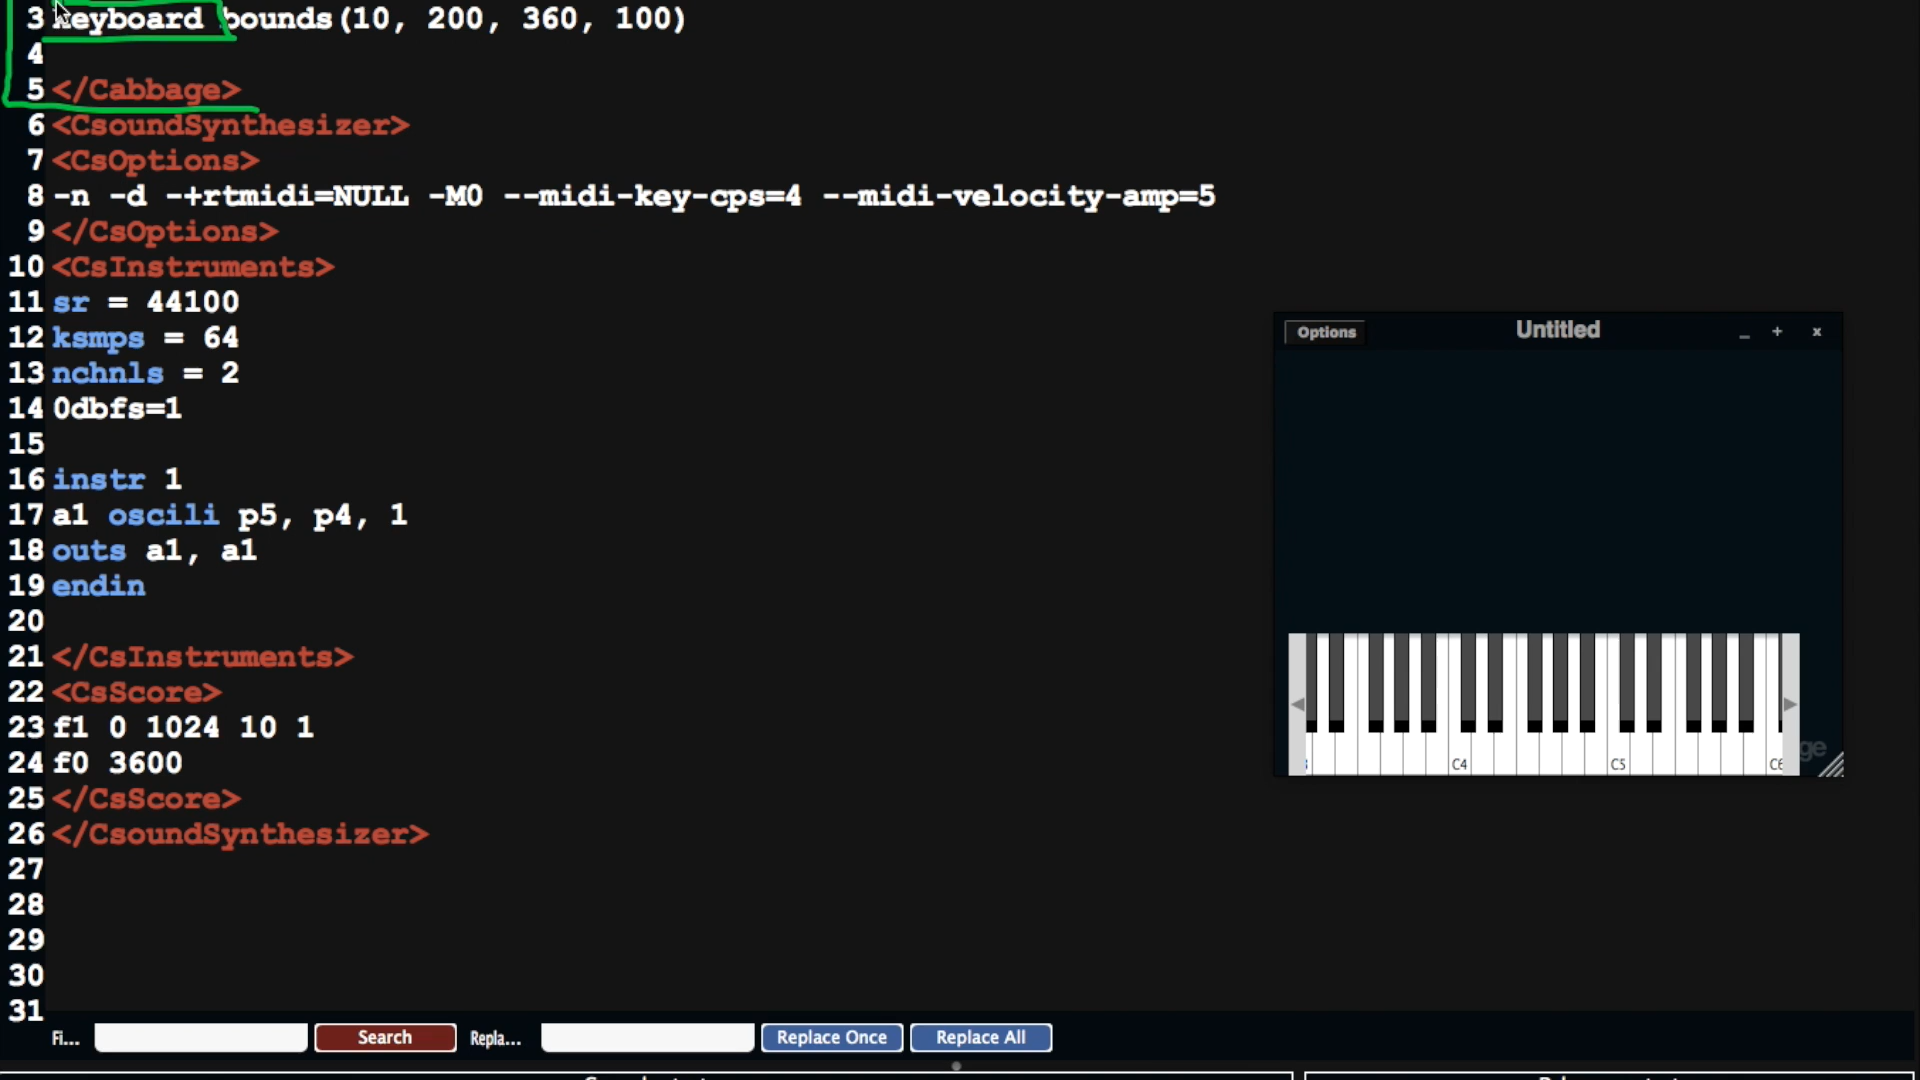 3 keyboard bounds(10, 200, 360, 100)
4
5 </Cabbage>
6 <CsoundSynthesizer>
7 <CsOptions>
8 -n -d -+rtmidi=NULL -M0 --midi-key-cps=4 --midi-velocity-amp=5
9 </CsOptions>
10 <CsInstruments>
11 sr = 44100
12 ksmps = 64
13 nchnls = 2
14 0dbfs=1
15
16 instr 1
17 a1 oscili p5, p4, 1
18 outs a1, a1
19 endin
20
21 </CsInstruments>
22 <CsScore>
23 f1 0 1024 10 1
24 f0 3600
25 </CsScore>
26 </CsoundSynthesizer>
27
28
29
30
31
Options Untitled _ + x
ge
C4 C5 C6
Fi... Search Repla... Replace Once Replace All